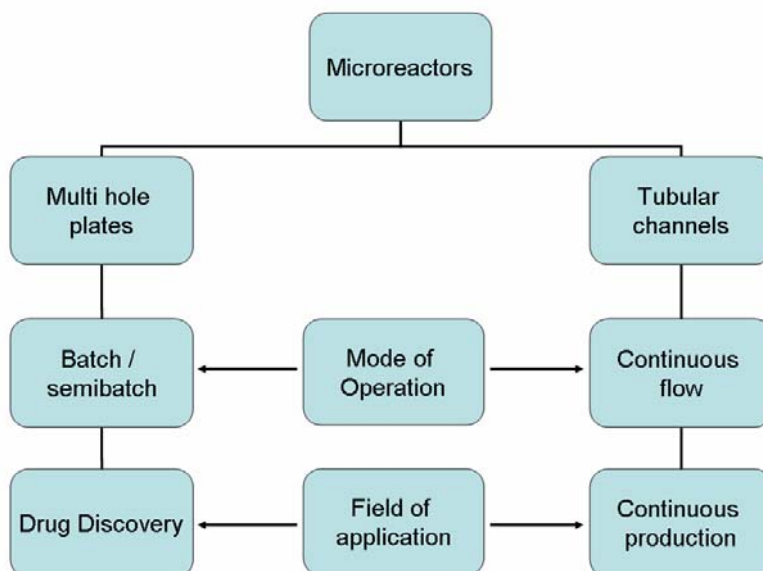 Microreactors
Multi hole
plates
Tubular
channels
Batch /
semibatch
Mode of
Operation
Continuous
flow
Drug Discovery
Field of
application
Continuous
production